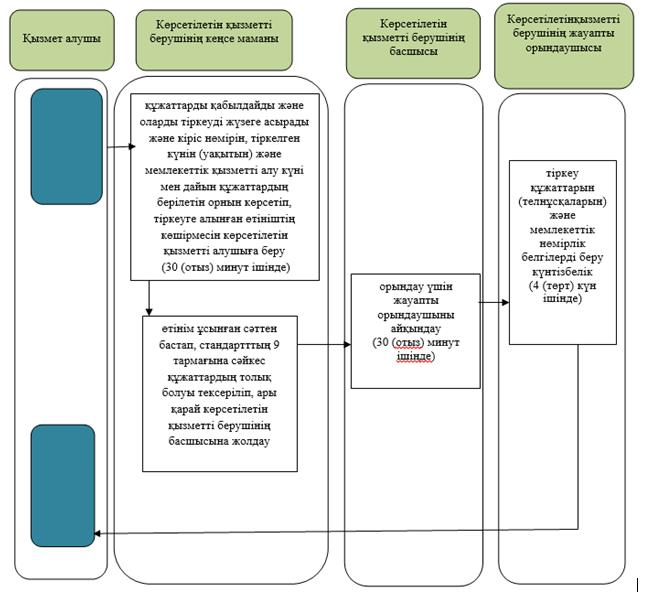 Қызмет алушы
Көрсетілетін қызметті
берушінің кеңсе маманы
Көрсетілетін
қызметті берушінің
басшысы
Көрсетілетінқызметті
берушінің жауапты
орындаушысы
құжаттарды қабылдайды және
оларды тіркеуді жүзеге асырады
және кіріс нөмірін, тіркелген
күнін (уақытын) және
мемлекеттік қызметті алу күні
мен дайын құжаттардың
берілетін орнын көрсетіп,
тіркеуге алынған өтініштің
көшірмесін көрсетілетін
қызметті алушыға беру
(30 (отыз) минут ішінде)
өтінім ұсынған сәттен
бастап, стандартттың 9
тармағына сәйкес
құжаттардың толық
болуы тексеріліп, ары
қарай көрсетілетін
қызметті берушінің
басшысына жолдау
орындау үшін
жауапты
орындаушыны
айқындау
(30 (отыз) минут
ішінде)
тіркеу
құжаттарын
(телнұсқаларын)
және
мемлекеттік
нөмірлік
белгілерді беру
күнтізбелік
(4 (төрт) күн
ішінде)